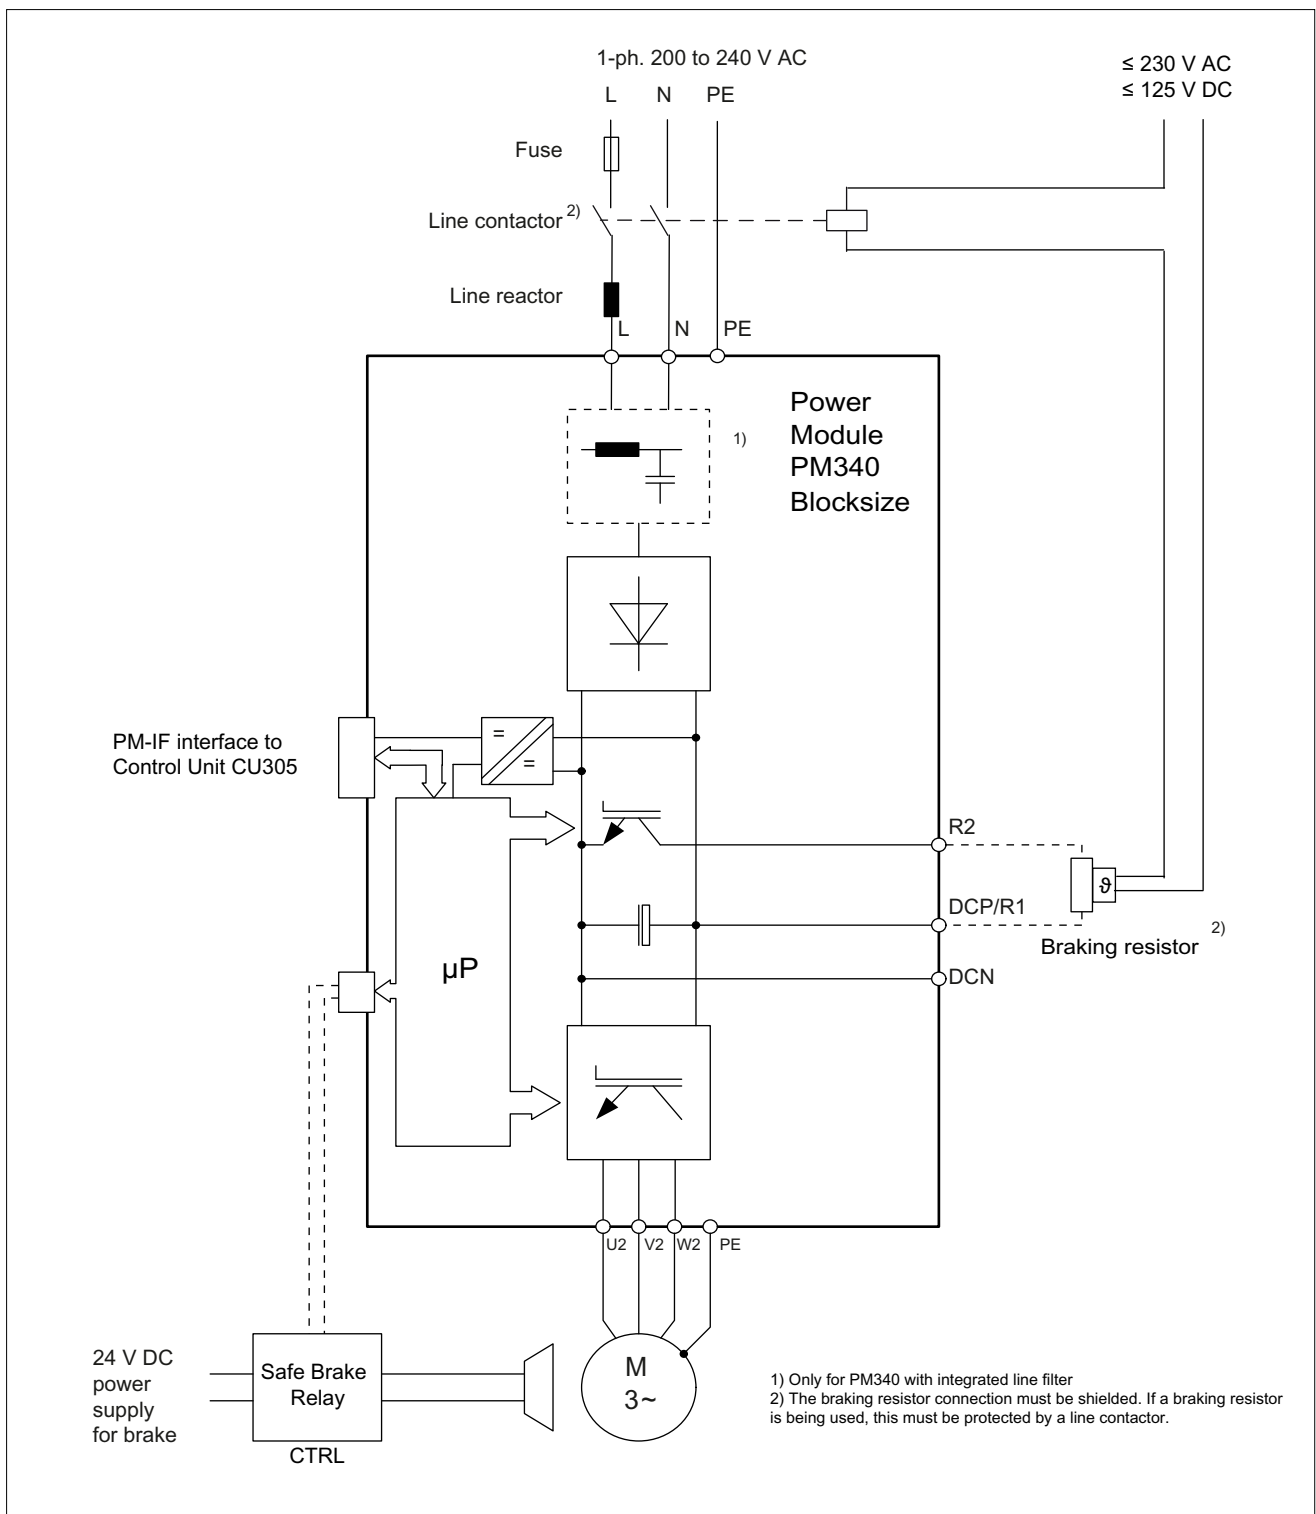 1-ph. 200 to 240 V AC
≤ 230 V AC
≤ 125 V DC
L N PE
Fuse
Line contactor 2)
Line reactor
L N PE
Power
Module
PM340
Blocksize
1)
PM-IF interface to
Control Unit CU305
=
=
R2
ϑ
DCP/R1
2)
Braking resistor
µP
DCN
U2 V2 W2 PE
24 V DC
power
supply
for brake
Safe Brake
Relay
CTRL
M
3~
1) Only for PM340 with integrated line filter
2) The braking resistor connection must be shielded. If a braking resistor
is being used, this must be protected by a line contactor.